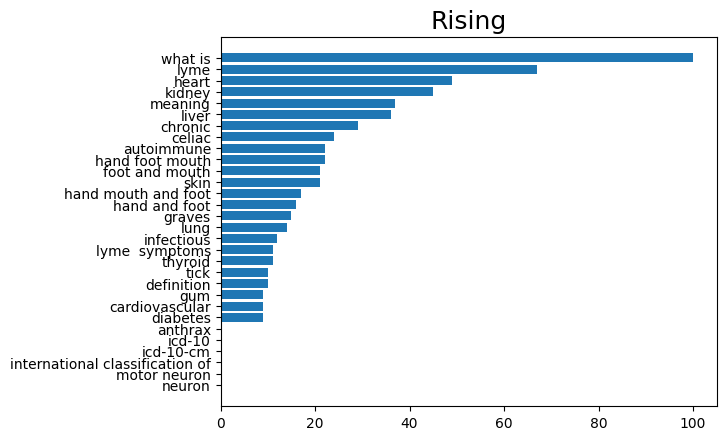 Rising
what is
lyme
heart
kidney
meaning
liver
chronic
celiac
autoimmune
hand foot mouth
foot and mouth
skin
hand mouth and foot
hand and foot
graves
lung
infectious
lyme  symptoms
thyroid
tick
definition
gum
cardiovascular
diabetes
anthrax
icd-10
icd-10-cm
international classification of
motor neuron
neuron
0 20 40 60 80 100